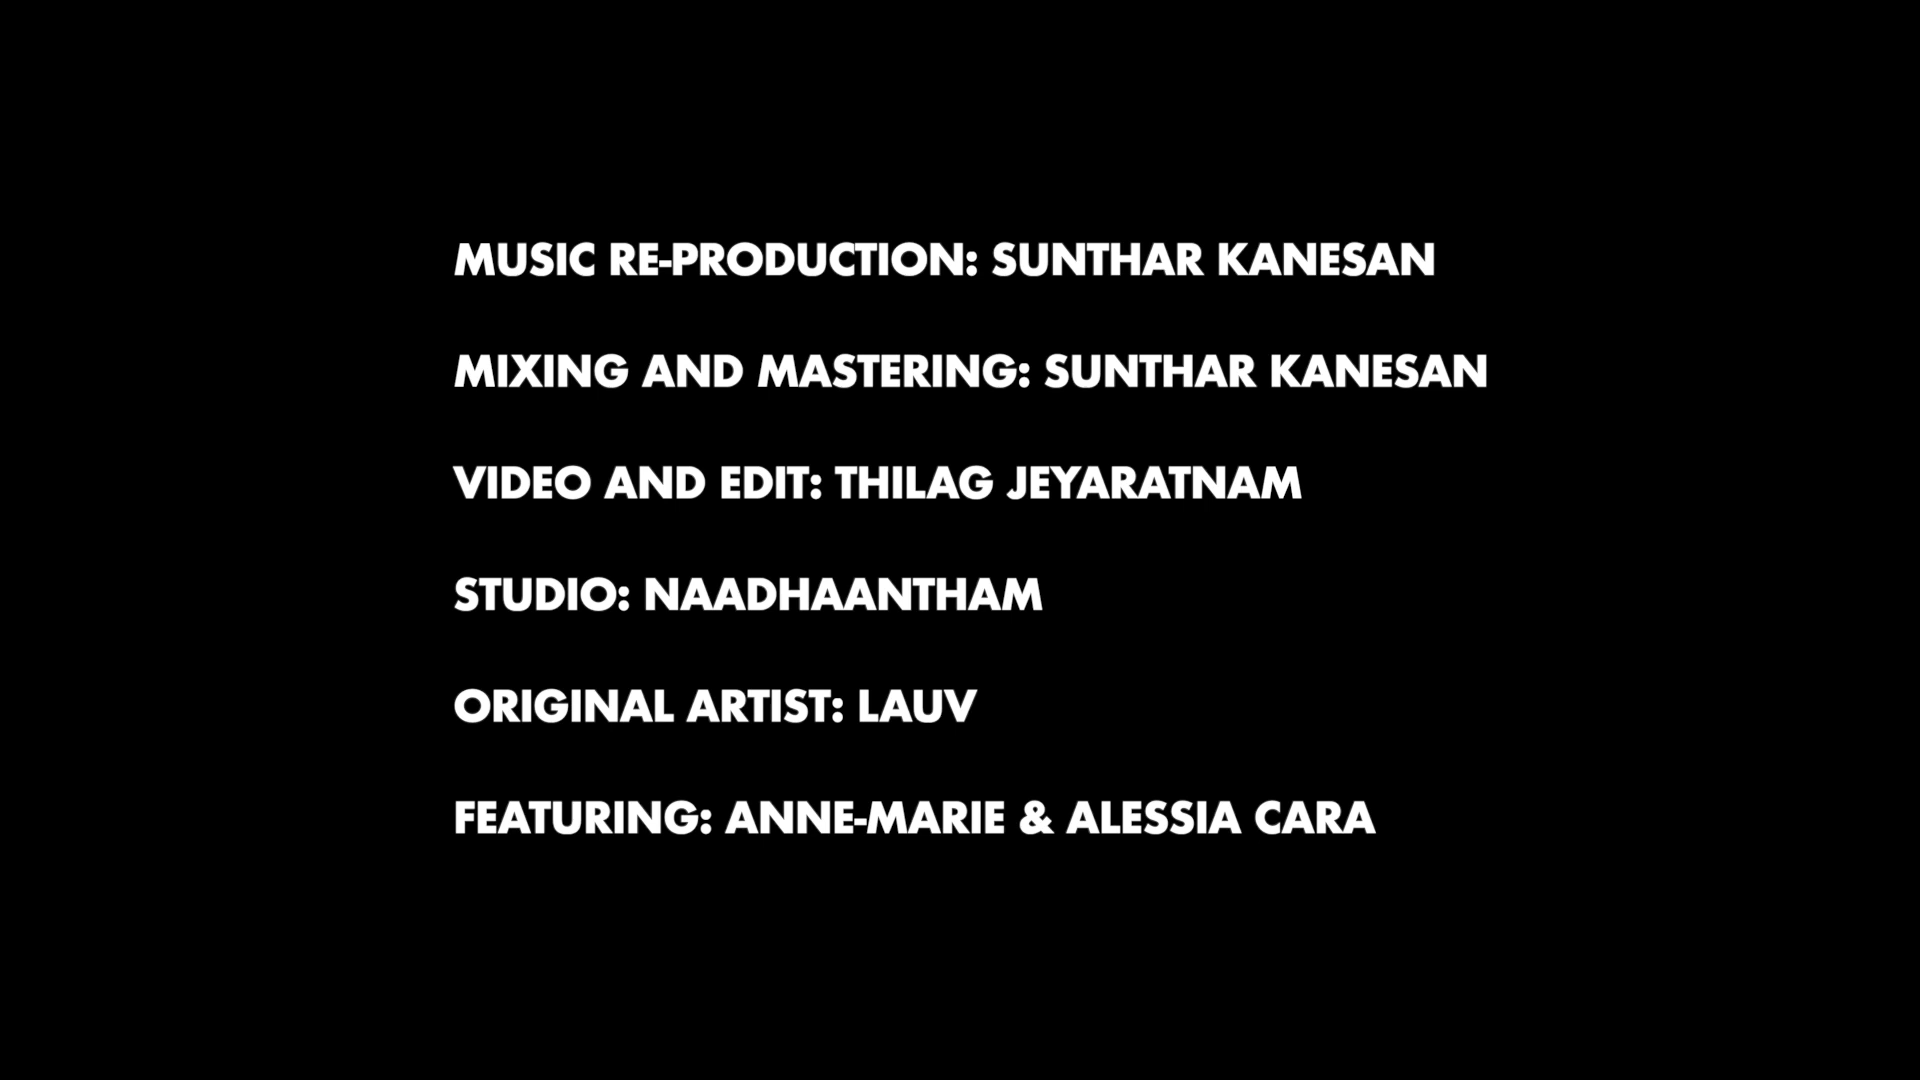 MUSIC RE-PRODUCTION: SUNTHAR KANESAN
MIXING AND MASTERING: SUNTHAR KANESAN
VIDEO AND EDIT: THILAG JEYARATNAM
STUDIO: NAADHAANTHAM
ORIGINAL ARTIST: LAUV
FEATURING: ANNE-MARIE & ALESSIA CARA